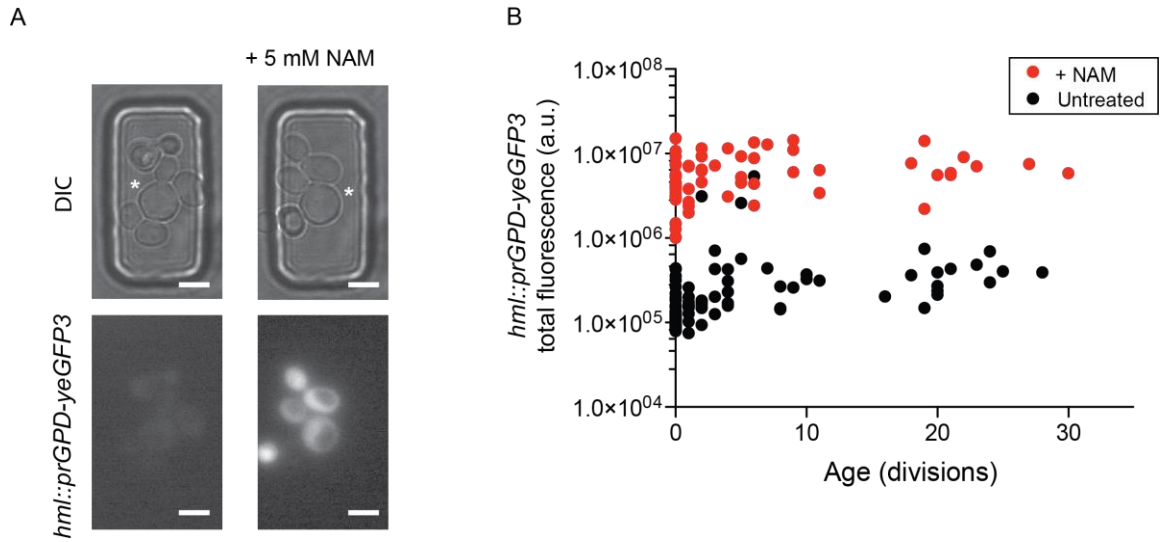 A
+ 5 mM NAM
DIC
*
*
hml::prGPD-yeGFP3
B
hml::prGPD-yeGFP3
total fluorescence (a.u.)
1.0×10⁰⁸
1.0×10⁰⁷
1.0×10⁰⁶
1.0×10⁰⁵
1.0×10⁰⁴
+ NAM
Untreated
0 10 20 30
Age (divisions)